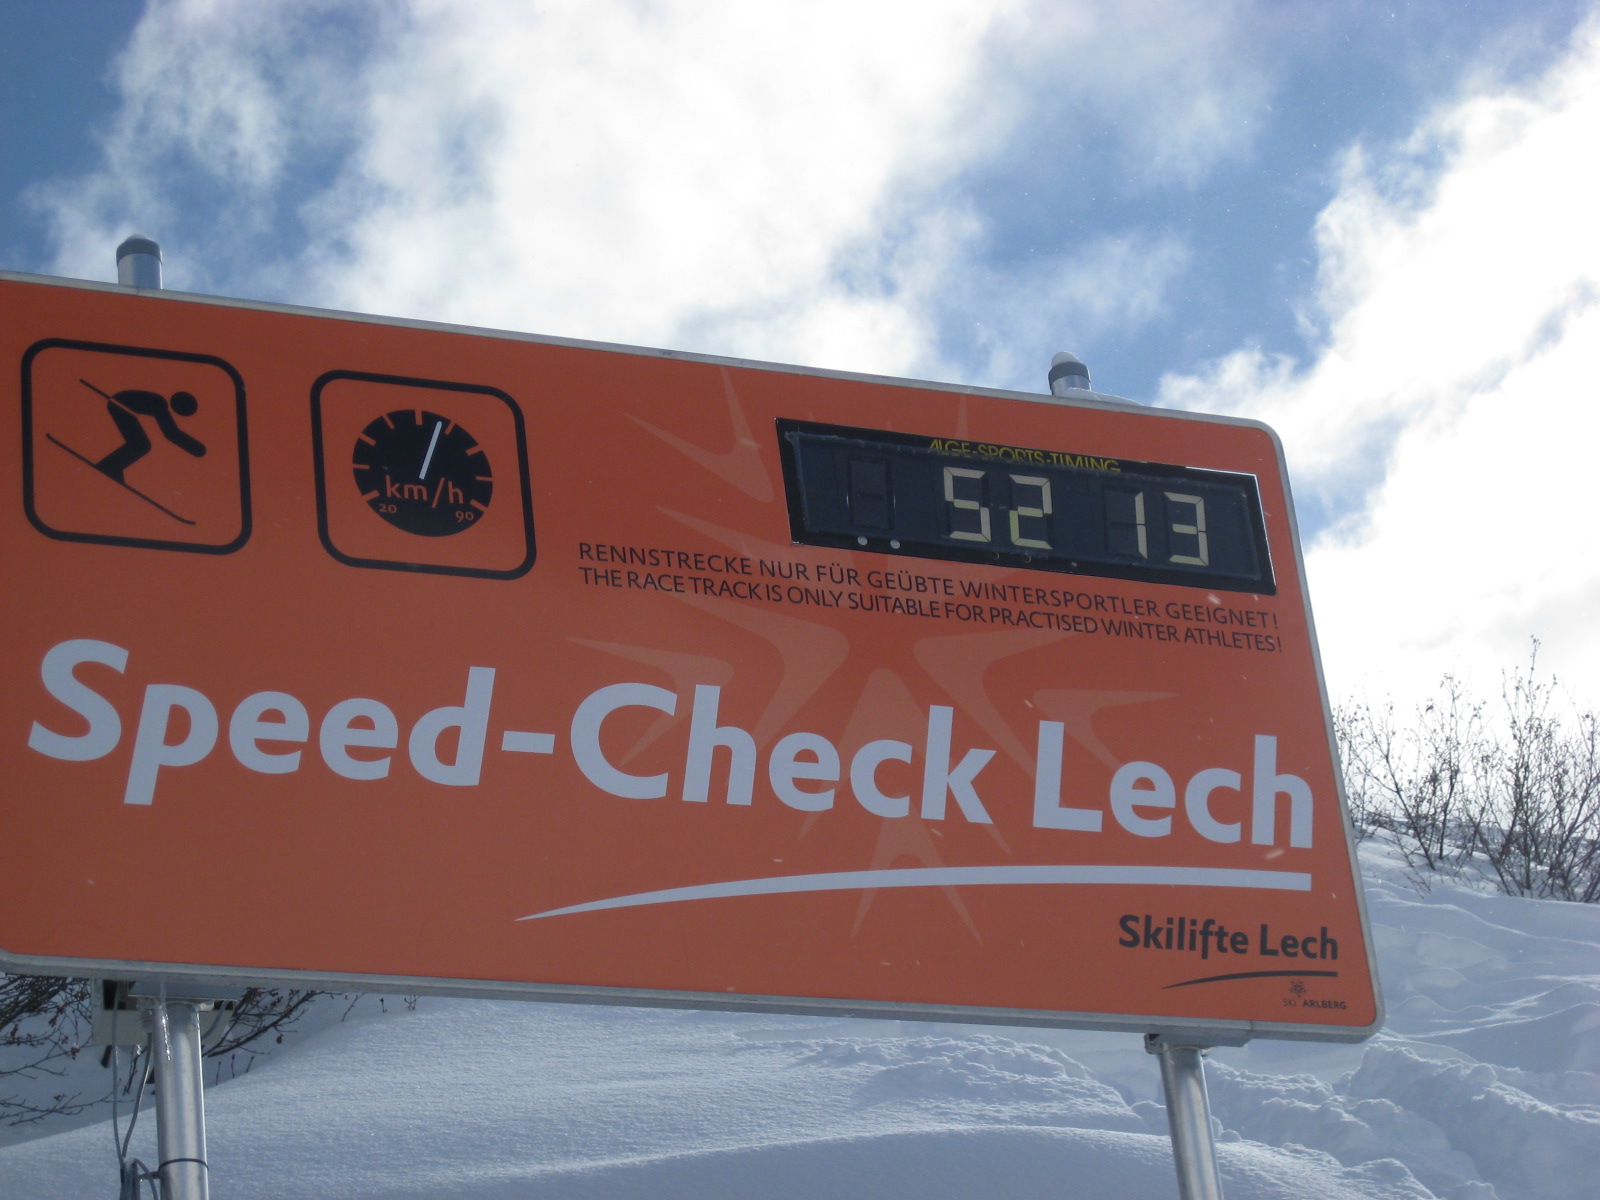 ALGE-SPORTS-TIMING
52 13
km/h
20 90
RENNSTRECKE NUR FÜR GEÜBTE WINTERSPORTLER GEEIGNET!
THE RACE TRACK IS ONLY SUITABLE FOR PRACTISED WINTER ATHLETES!
Speed-Check Lech
Skilifte Lech
SKI ARLBERG